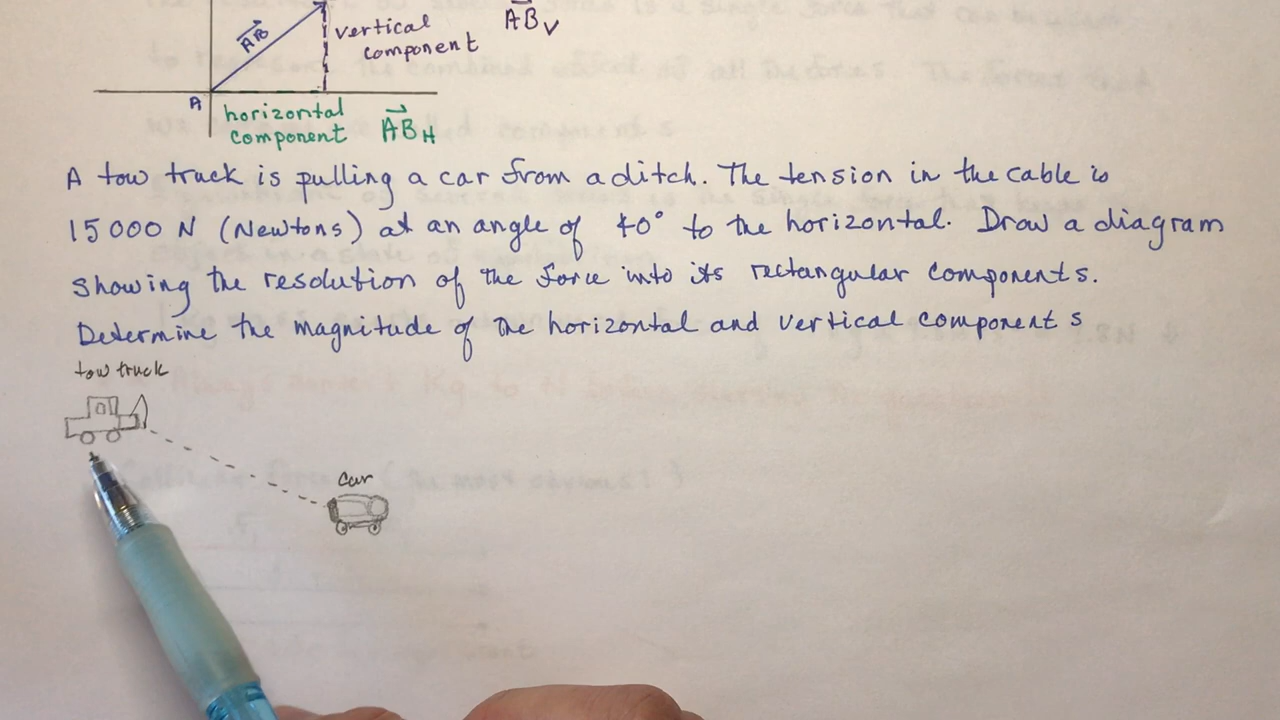 AB
vertical
component
ABv
A
horizontal
component
ABH
A tow truck is pulling a car from a ditch. The tension in the cable is
15000 N (Newtons) at an angle of 40° to the horizontal. Draw a diagram
showing the resolution of the force into its rectangular components.
Determine the magnitude of the horizontal and vertical components
tow truck
car